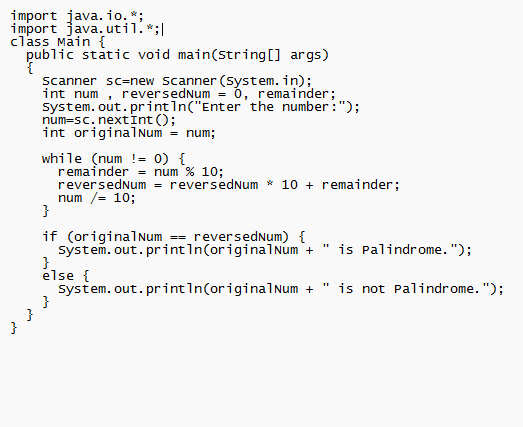 import java.io.*;
import java.util.*;
class Main {
  public static void main(String[] args)
  {
    Scanner sc=new Scanner(System.in);
    int num , reversedNum = 0, remainder;
    System.out.println("Enter the number:");
    num=sc.nextInt();
    int originalNum = num;

    while (num != 0) {
      remainder = num % 10;
      reversedNum = reversedNum * 10 + remainder;
      num /= 10;
    }

    if (originalNum == reversedNum) {
      System.out.println(originalNum + " is Palindrome.");
    }
    else {
      System.out.println(originalNum + " is not Palindrome.");
    }
  }
}